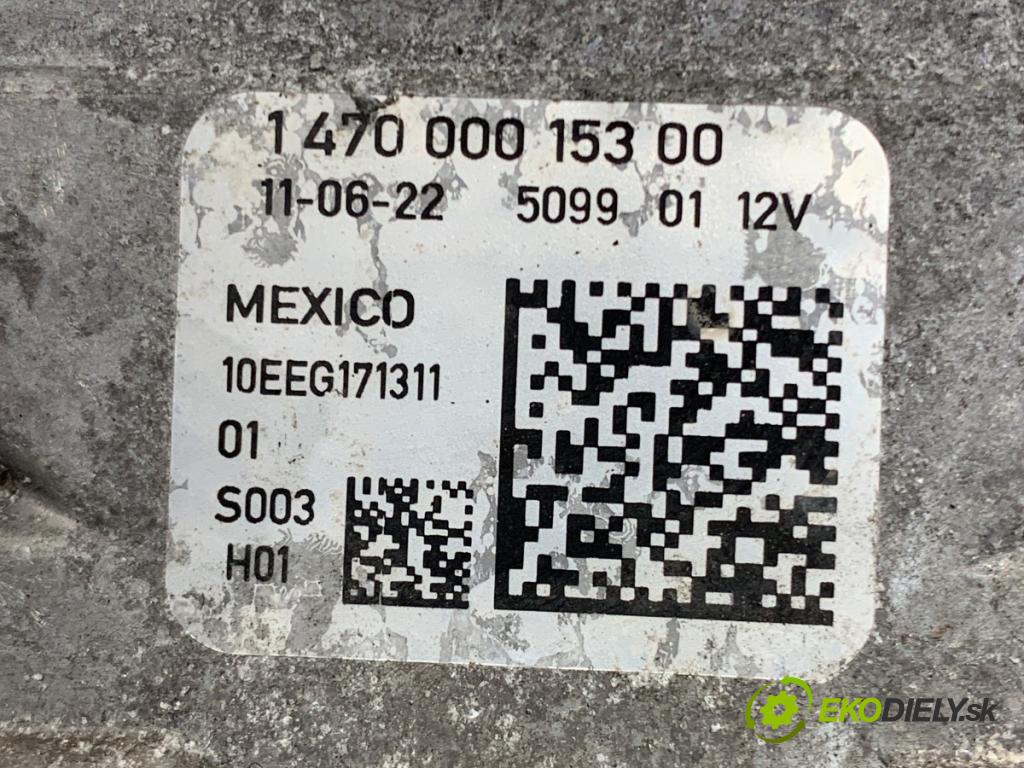 1 470 000 153 00
11-06-22 5099 01 12V
MEXICO
10EEG171311
01
S003
H01
EKODIELY.sk